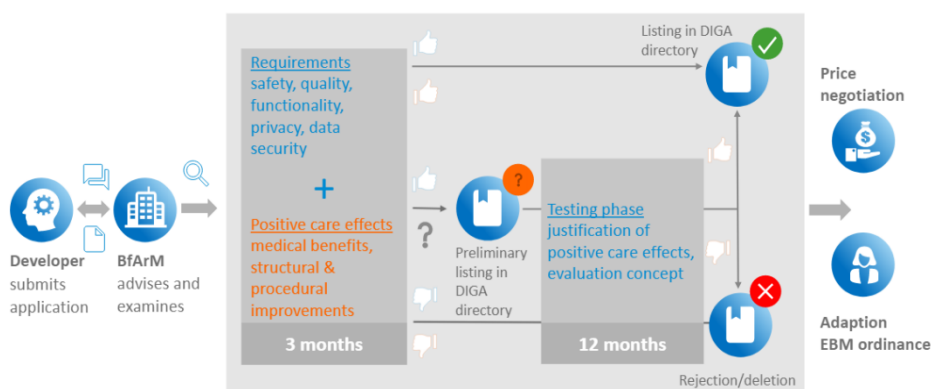 Developer
submits
application
BfArM
advises and
examines
Requirements
safety, quality,
functionality,
privacy, data
security
+
Positive care effects
medical benefits,
structural &
procedural
improvements
3 months
?
?
Preliminary
listing in
DIGA
directory
Testing phase
justification of
positive care effects,
evaluation concept
12 months
Listing in DIGA
directory
Rejection/deletion
Price
negotiation
$
Adaption
EBM ordinance